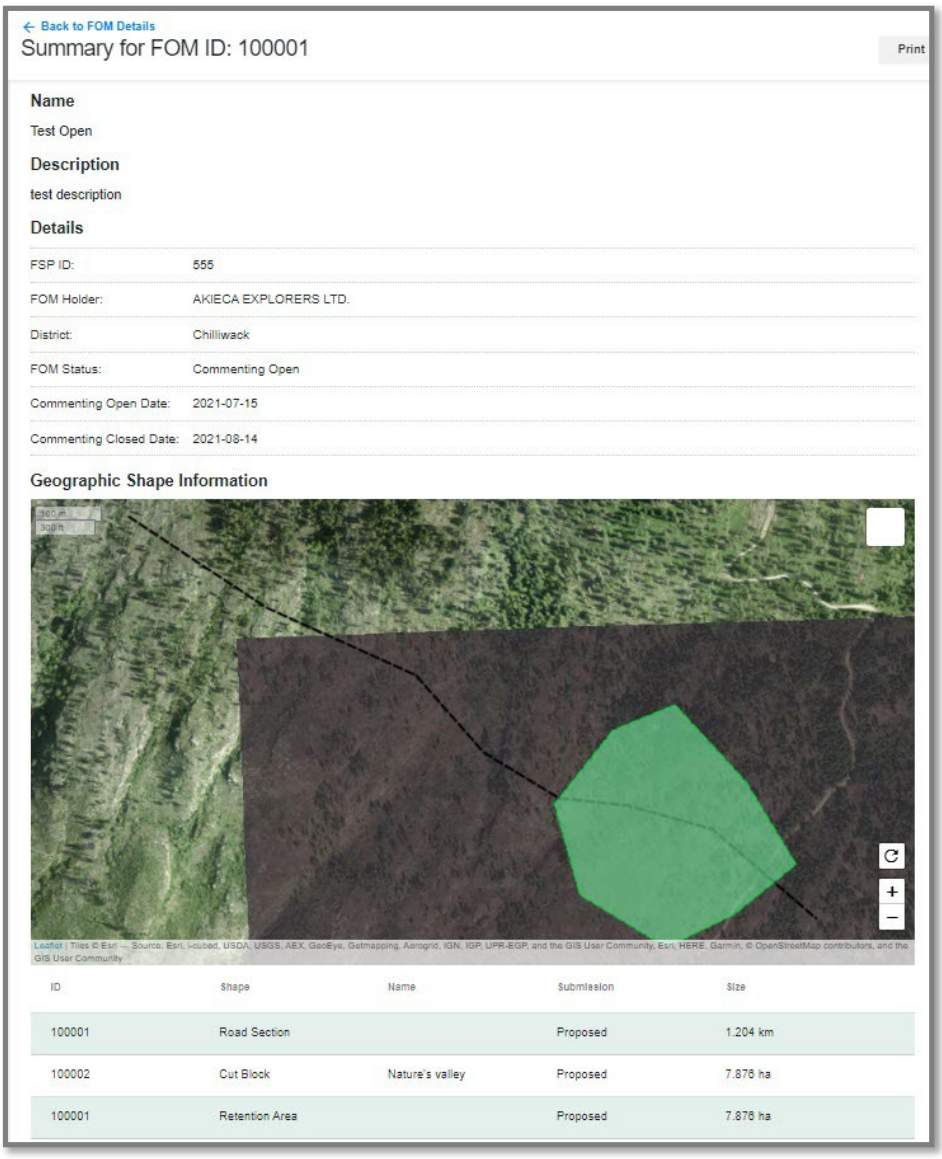 ← Back to FOM Details
Summary for FOM ID: 100001
Print
Name
Test Open
Description
test description
Details
FSP ID: 555
FOM Holder: AKIECA EXPLORERS LTD.
District: Chilliwack
FOM Status: Commenting Open
Commenting Open Date: 2021-07-15
Commenting Closed Date: 2021-08-14
Geographic Shape Information
100 m
300 ft
+
−
Leaflet | Tiles © Esri — Source: Esri, i-cubed, USDA, USGS, AEX, GeoEye, Getmapping, Aerogrid, IGN, IGP, UPR-EGP, and the GIS User Community, Esri, HERE, Garmin, © OpenStreetMap contributors, and the
GIS User Community
ID Shape Name Submission Size
100001 Road Section Proposed 1.204 km
100002 Cut Block Nature's valley Proposed 7.876 ha
100001 Retention Area Proposed 7.876 ha